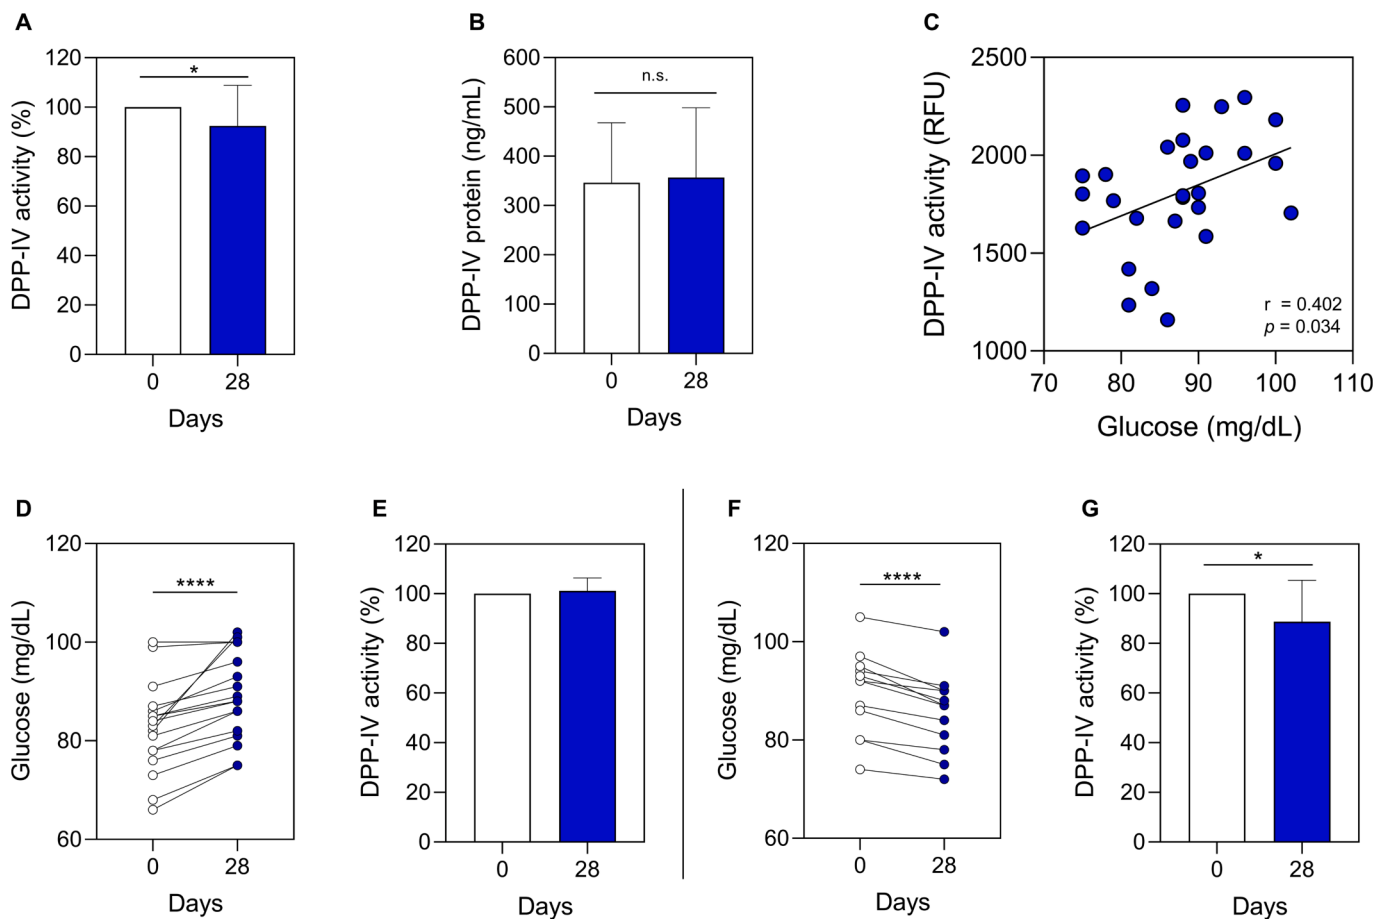 A
DPP-IV activity (%)
120
100
80
60
40
20
0
*
0 28
Days
B
DPP-IV protein (ng/mL)
600
500
400
300
200
100
0
n.s.
0 28
Days
C
DPP-IV activity (RFU)
2500
2000
1500
1000
r = 0.402
p = 0.034
70 80 90 100 110
Glucose (mg/dL)
D
Glucose (mg/dL)
120
100
80
60
****
0 28
Days
E
DPP-IV activity (%)
120
100
80
60
40
20
0
0 28
Days
F
Glucose (mg/dL)
120
100
80
60
****
0 28
Days
G
DPP-IV activity (%)
120
100
80
60
40
20
0
*
0 28
Days